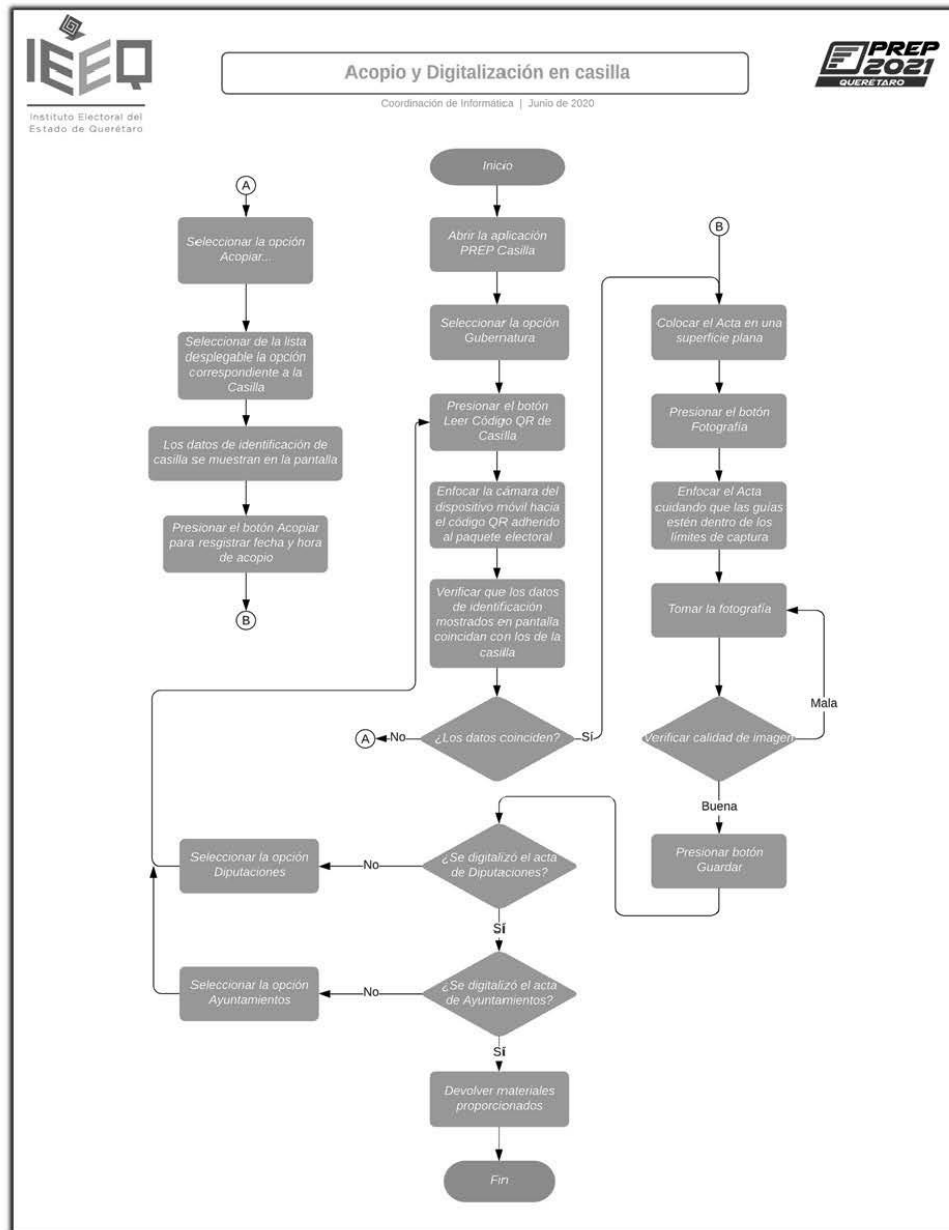 IEEQ
Instituto Electoral del
Estado de Querétaro
Acopio y Digitalización en casilla
Coordinación de Informática | Junio de 2020
PREP
2021
QUERÉTARO
Inicio
Abrir la aplicación
PREP Casilla
Seleccionar la opción
Gubernatura
Presionar el botón
Leer Código QR de
Casilla
Enfocar la cámara del
dispositivo móvil hacia
el código QR adherido
al paquete electoral
Verificar que los datos
de identificación
mostrados en pantalla
coincidan con los de la
casilla
¿Los datos coinciden?
No
A
Sí
A
Seleccionar la opción
Acopiar...
Seleccionar de la lista
desplegable la opción
correspondiente a la
Casilla
Los datos de identificación de
casilla se muestran en la pantalla
Presionar el botón Acopiar
para resgistrar fecha y hora
de acopio
B
B
Colocar el Acta en una
superficie plana
Presionar el botón
Fotografía
Enfocar el Acta
cuidando que las guías
estén dentro de los
límites de captura
Tomar la fotografía
Mala
Verificar calidad de imagen
Buena
Presionar botón
Guardar
¿Se digitalizó el acta
de Diputaciones?
No
Seleccionar la opción
Diputaciones
Sí
¿Se digitalizó el acta
de Ayuntamientos?
No
Seleccionar la opción
Ayuntamientos
Sí
Devolver materiales
proporcionados
Fin